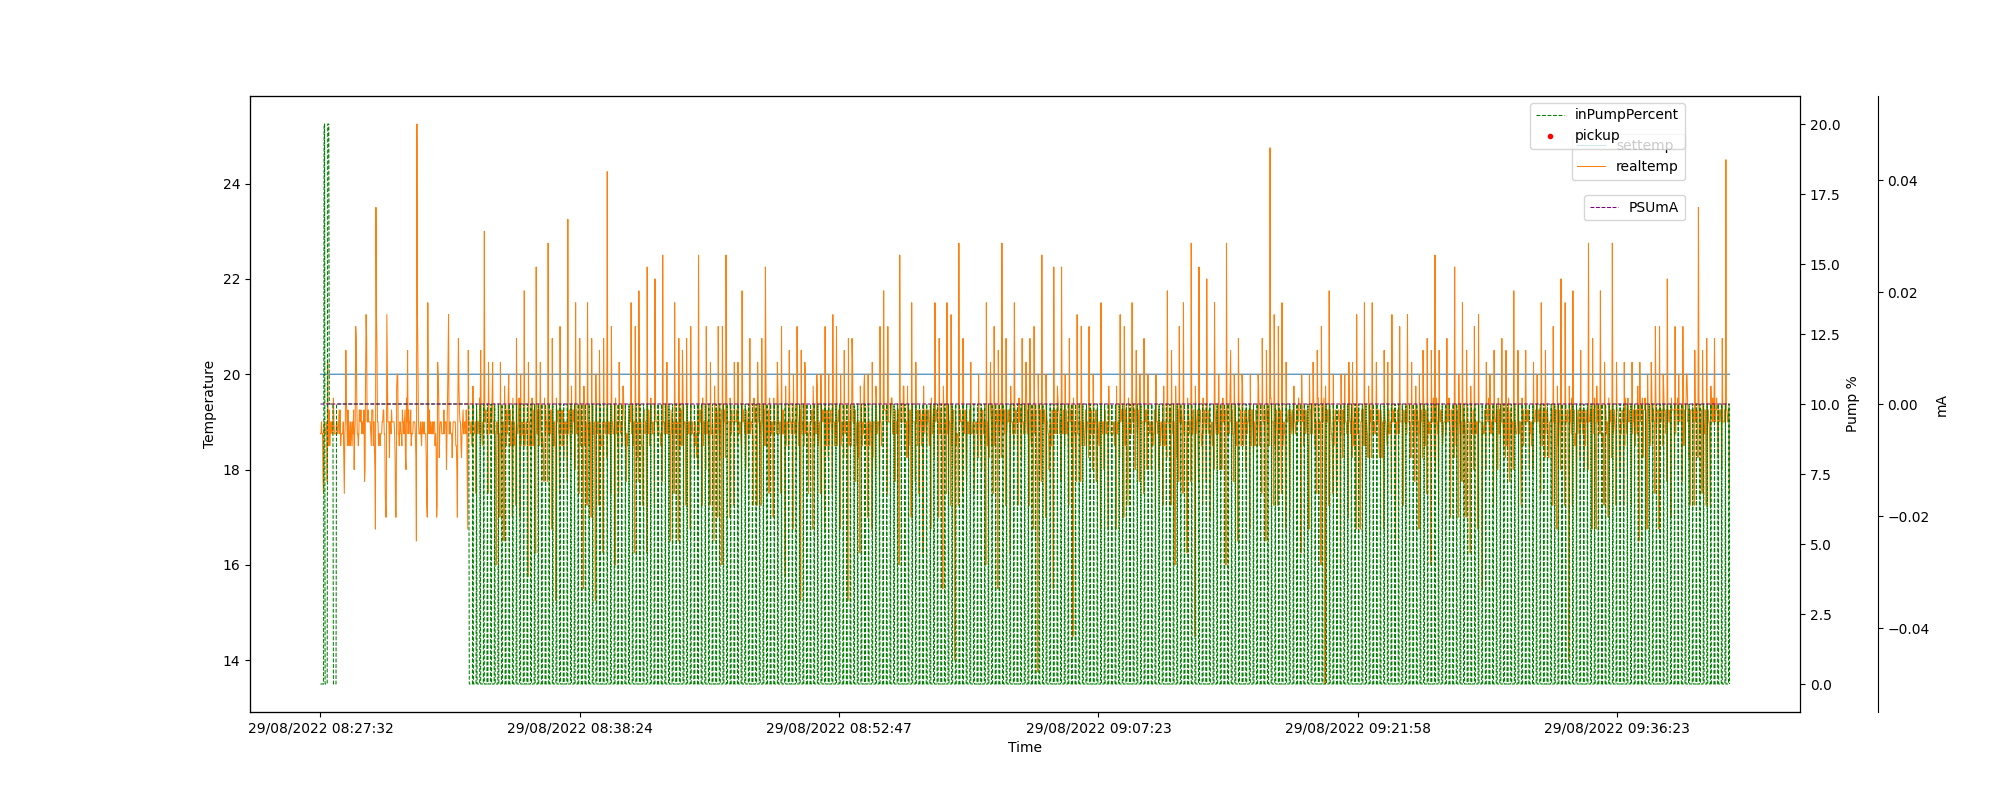 inPumpPercent
pickup
settemp
realtemp
PSUmA
Temperature
24
22
20
18
16
14
20.0
17.5
15.0
12.5
10.0
7.5
5.0
2.5
0.0
Pump %
0.04
0.02
0.00
−0.02
−0.04
mA
29/08/2022 08:27:32
29/08/2022 08:38:24
29/08/2022 08:52:47
29/08/2022 09:07:23
29/08/2022 09:21:58
29/08/2022 09:36:23
Time